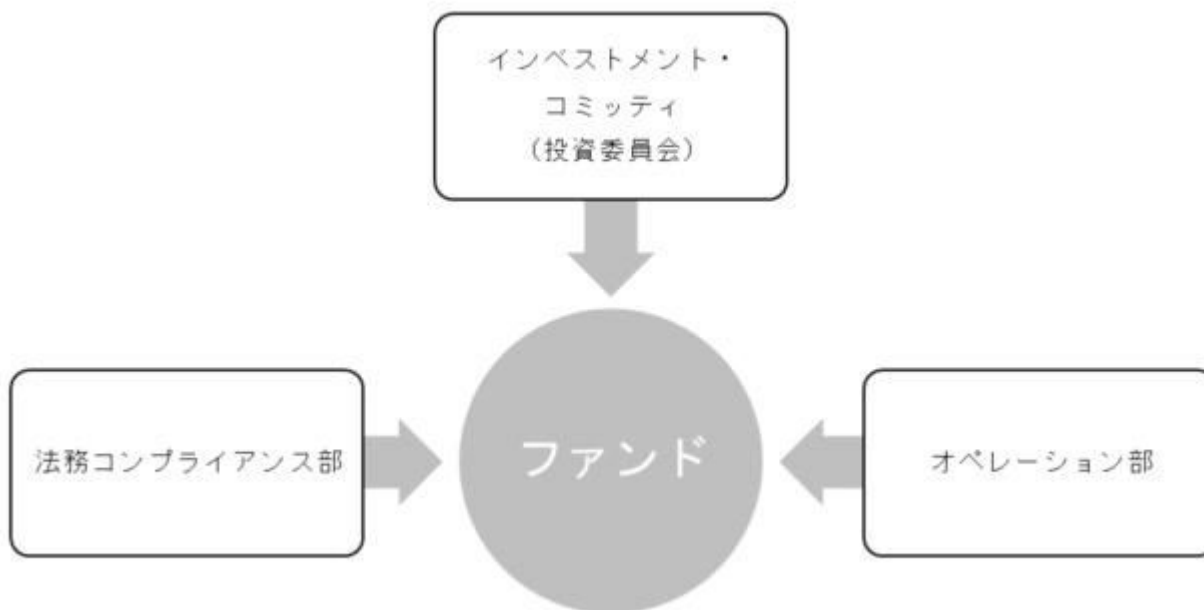 インベストメント・
コミッティ
（投資委員会）
法務コンプライアンス部
ファンド
オペレーション部